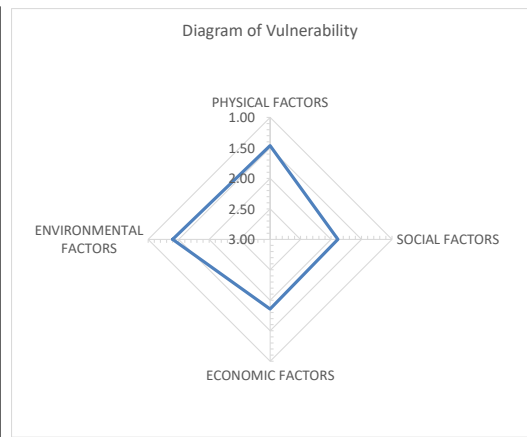 Diagram of Vulnerability
PHYSICAL FACTORS
1.00
1.50
2.00
2.50
3.00
ENVIRONMENTAL
FACTORS
SOCIAL FACTORS
ECONOMIC FACTORS